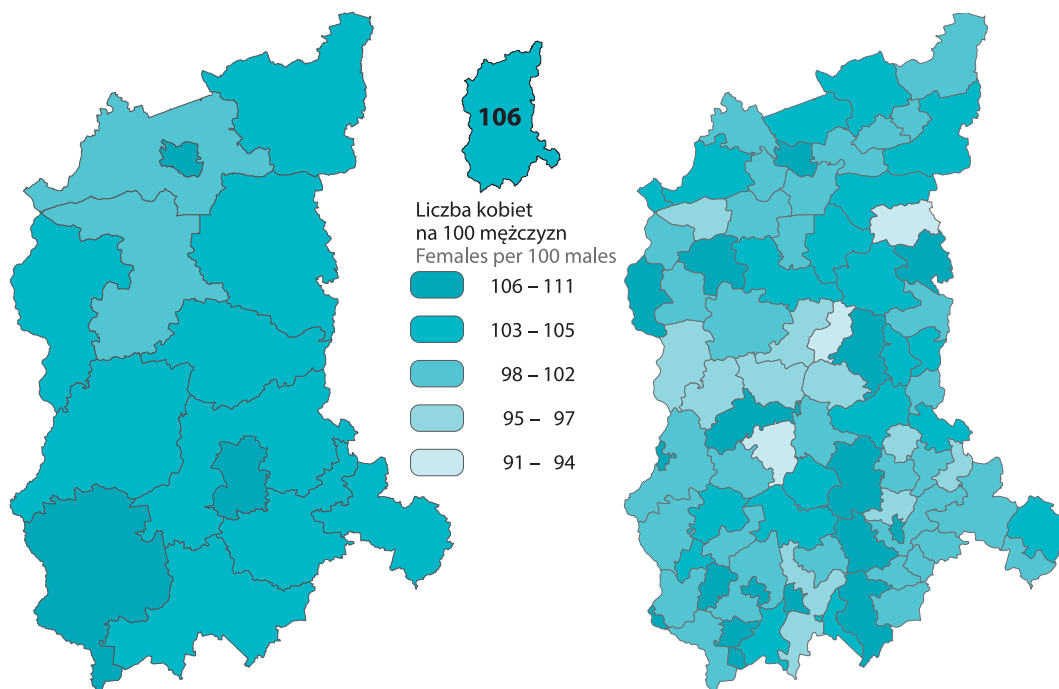 106
Liczba kobiet
na 100 mężczyzn
Females per 100 males
106 – 111
103 – 105
98 – 102
95 – 97
91 – 94